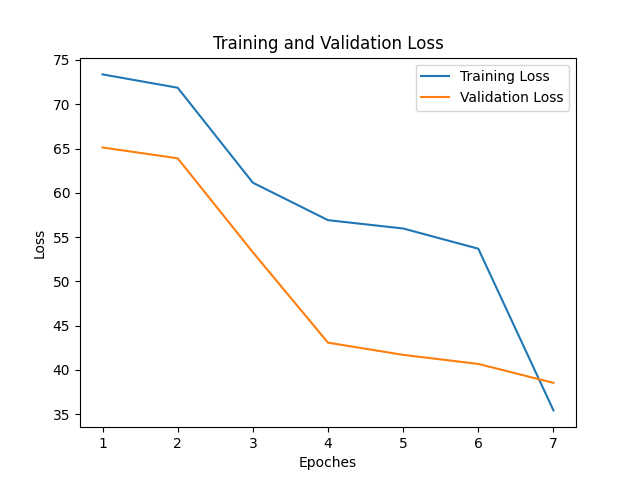 Training and Validation Loss
Training Loss
Validation Loss
Loss
75
70
65
60
55
50
45
40
35
1 2 3 4 5 6 7
Epoches